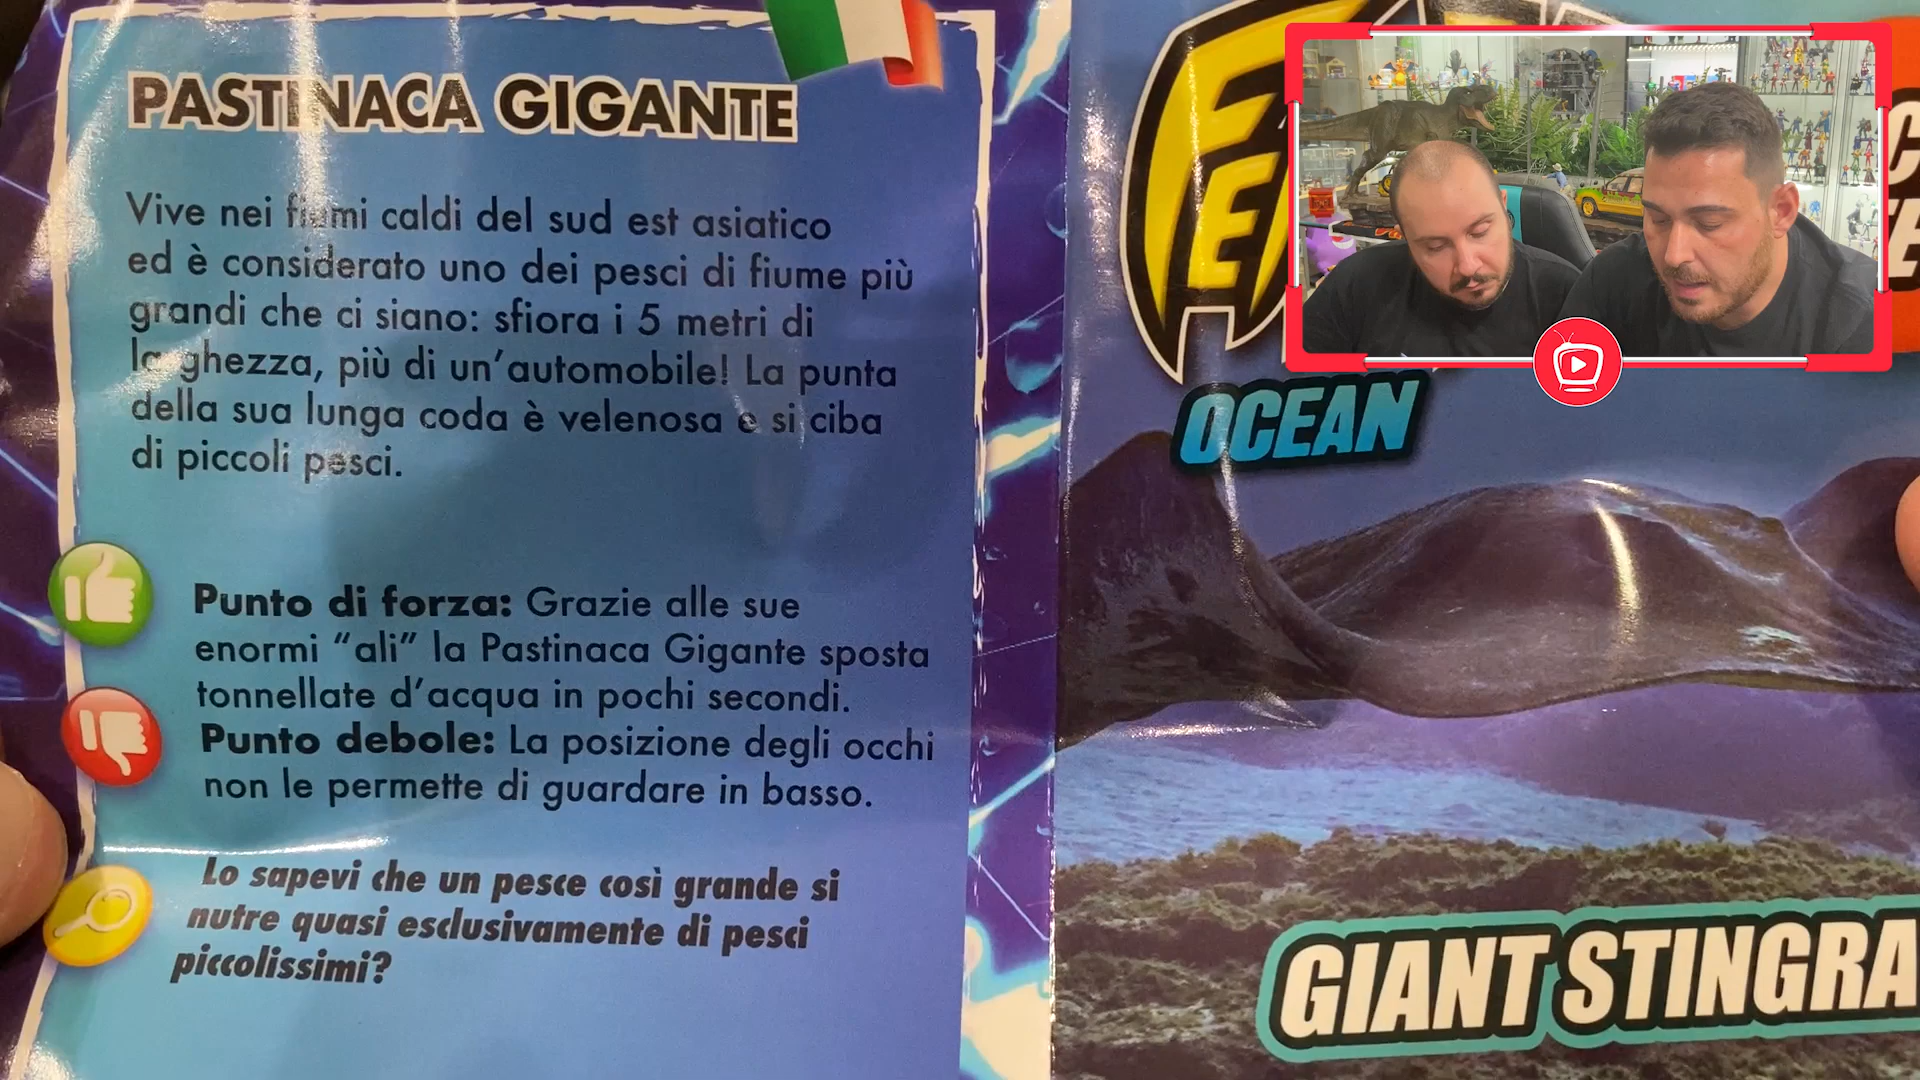 PASTINACA GIGANTE
Vive nei fiumi caldi del sud est asiatico
ed è considerato uno dei pesci di fiume più
grandi che ci siano: sfiora i 5 metri di
larghezza, più di un'automobile! La punta
della sua lunga coda è velenosa e si ciba
di piccoli pesci.
Punto di forza: Grazie alle sue
enormi "ali" la Pastinaca Gigante sposta
tonnellate d'acqua in pochi secondi.
Punto debole: La posizione degli occhi
non le permette di guardare in basso.
Lo sapevi che un pesce così grande si
nutre quasi esclusivamente di pesci
piccolissimi?
OCEAN
GIANT STINGRA